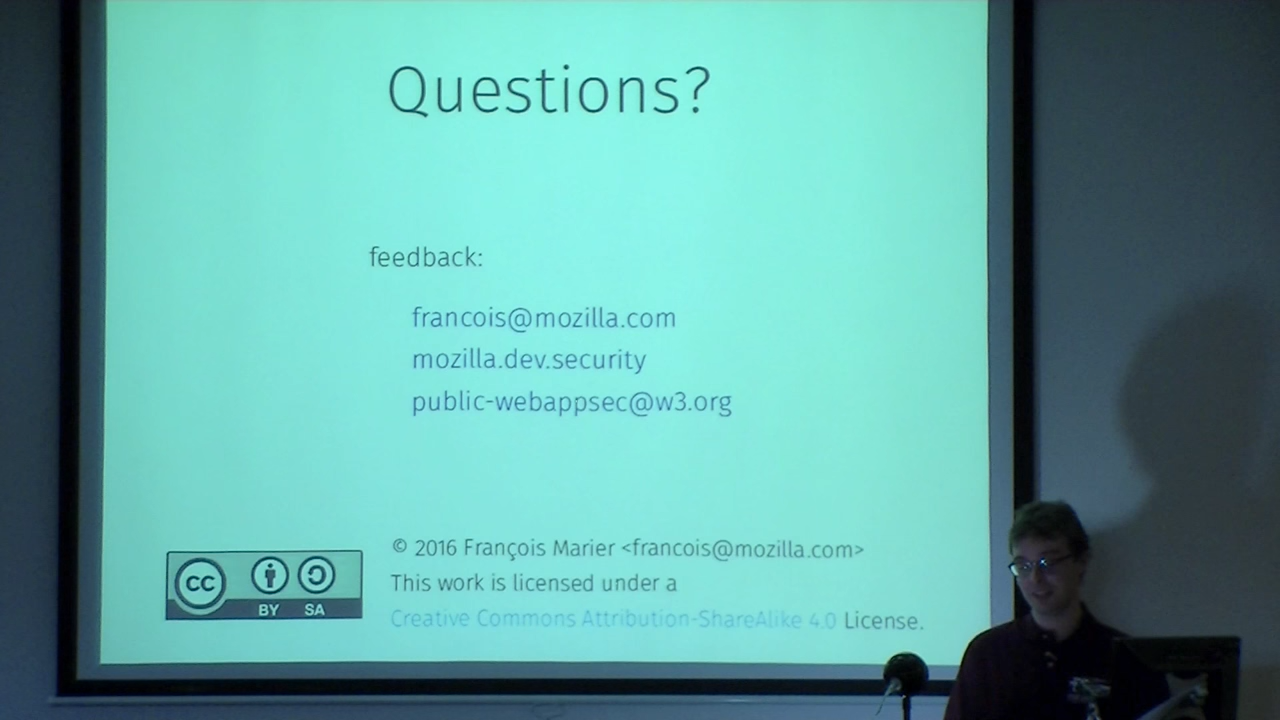 Questions?
feedback:
francois@mozilla.com
mozilla.dev.security
public-webappsec@w3.org
© 2016 François Marier <francois@mozilla.com>
This work is licensed under a
Creative Commons Attribution-ShareAlike 4.0 License.
cc
BY SA